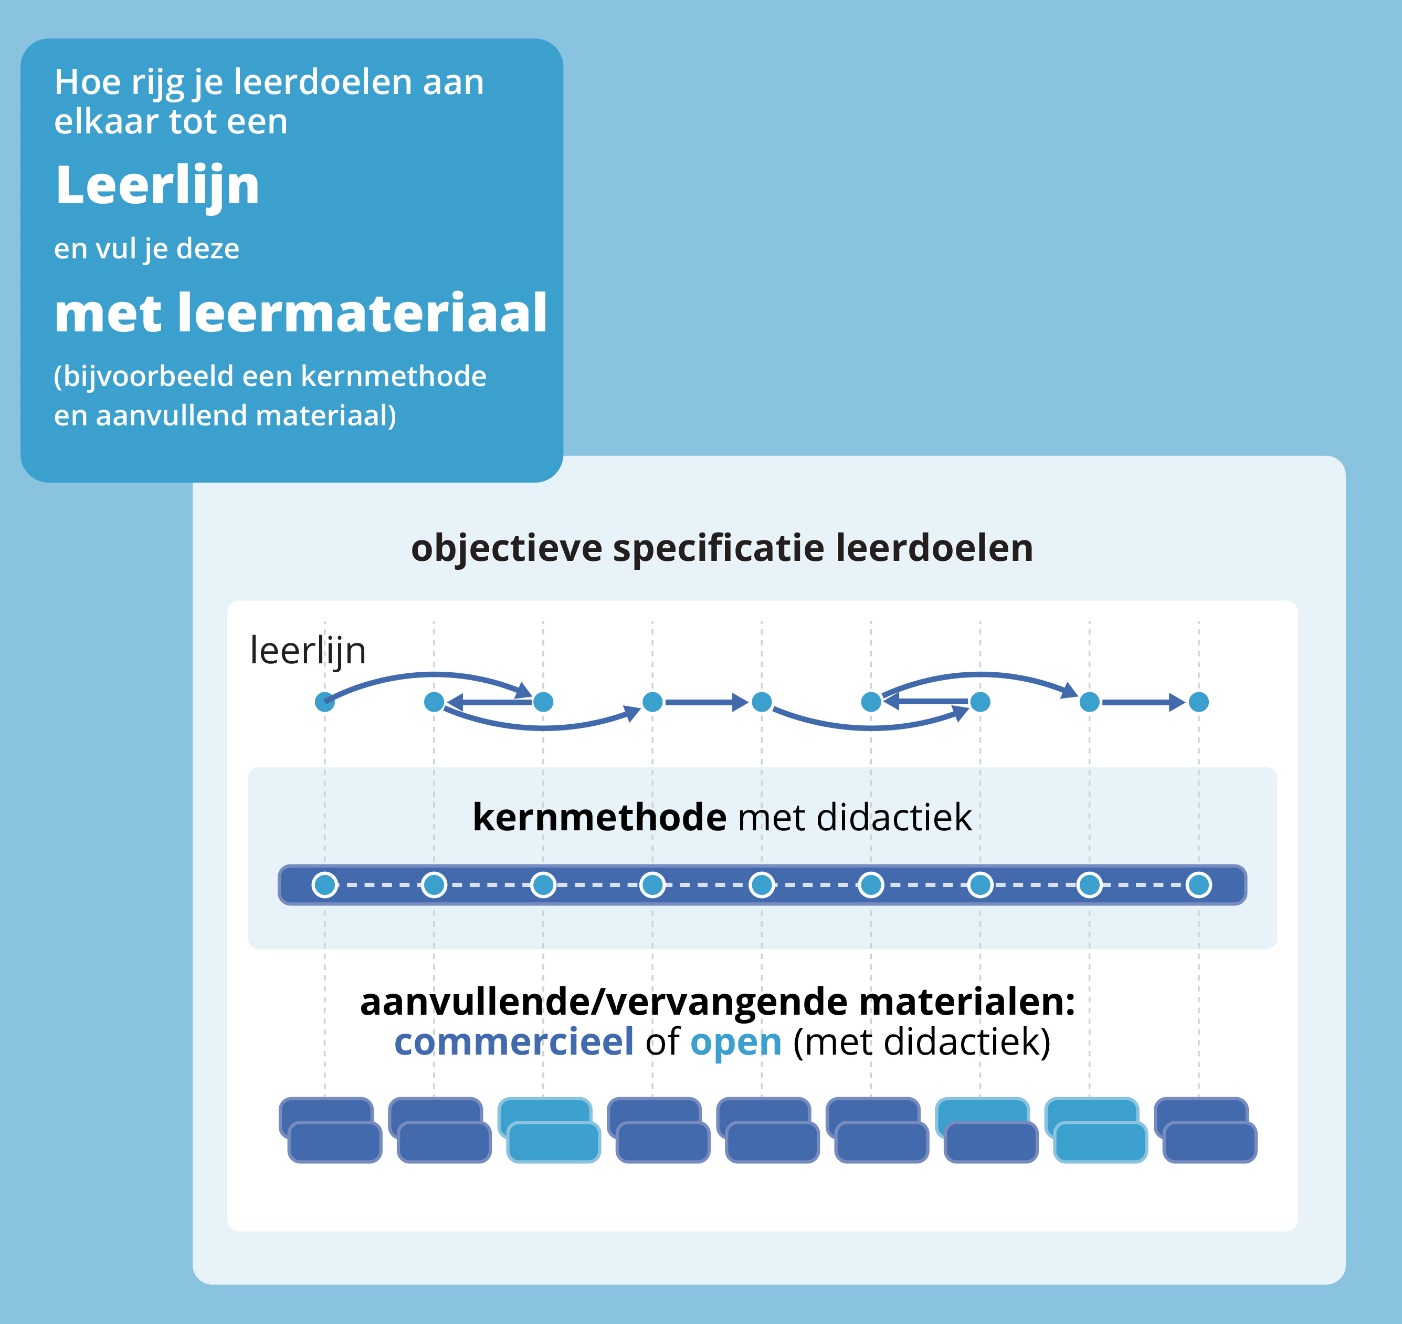 Hoe rijg je leerdoelen aan
elkaar tot een
Leerlijn
en vul je deze
met leermateriaal
(bijvoorbeeld een kernmethode
en aanvullend materiaal)
objectieve specificatie leerdoelen
leerlijn
kernmethode met didactiek
aanvullende/vervangende materialen:
commercieel of open (met didactiek)